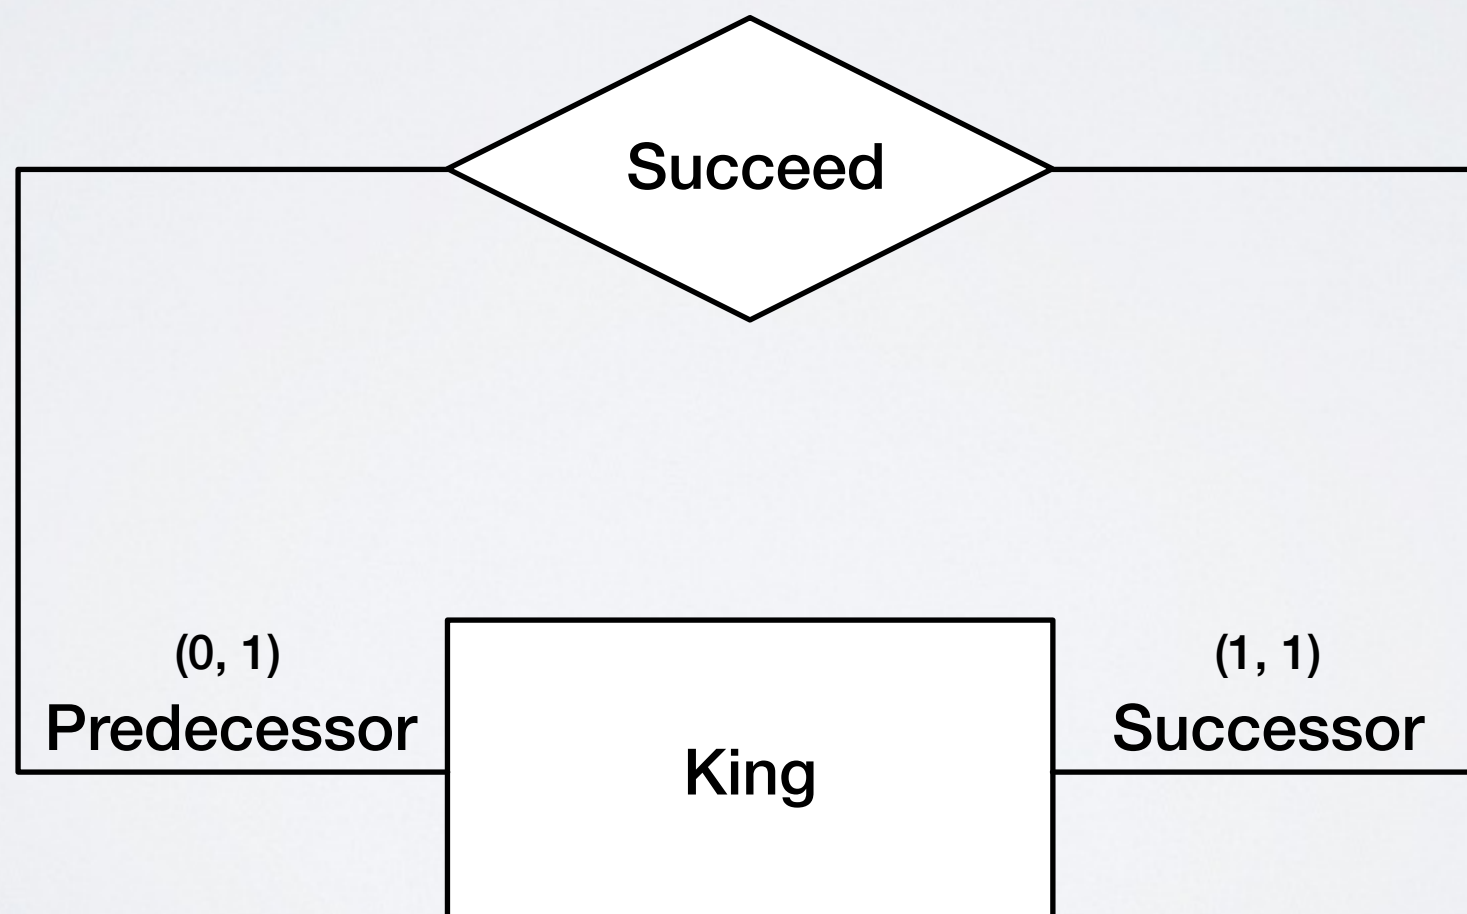 Succeed
(0, 1)
Predecessor
King
(1, 1)
Successor